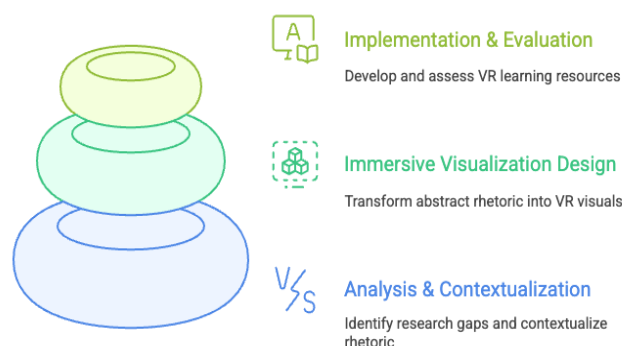 A
Implementation & Evaluation
Develop and assess VR learning resources
Immersive Visualization Design
Transform abstract rhetoric into VR visuals
V/S
Analysis & Contextualization
Identify research gaps and contextualize
rhetoric